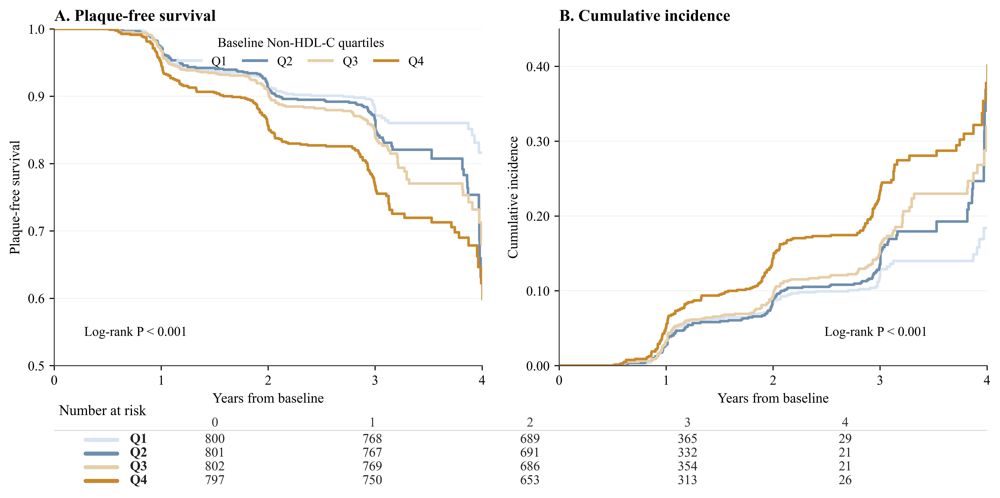 A. Plaque-free survival
Plaque-free survival
1.0
0.9
0.8
0.7
0.6
0.5
Baseline Non-HDL-C quartiles
Q1 Q2 Q3 Q4
Log-rank P < 0.001
0 1 2 3 4
Years from baseline
B. Cumulative incidence
Cumulative incidence
0.40
0.30
0.20
0.10
0.00
Log-rank P < 0.001
0 1 2 3 4
Years from baseline
Number at risk
0 1 2 3 4
Q1 800 768 689 365 29
Q2 801 767 691 332 21
Q3 802 769 686 354 21
Q4 797 750 653 313 26